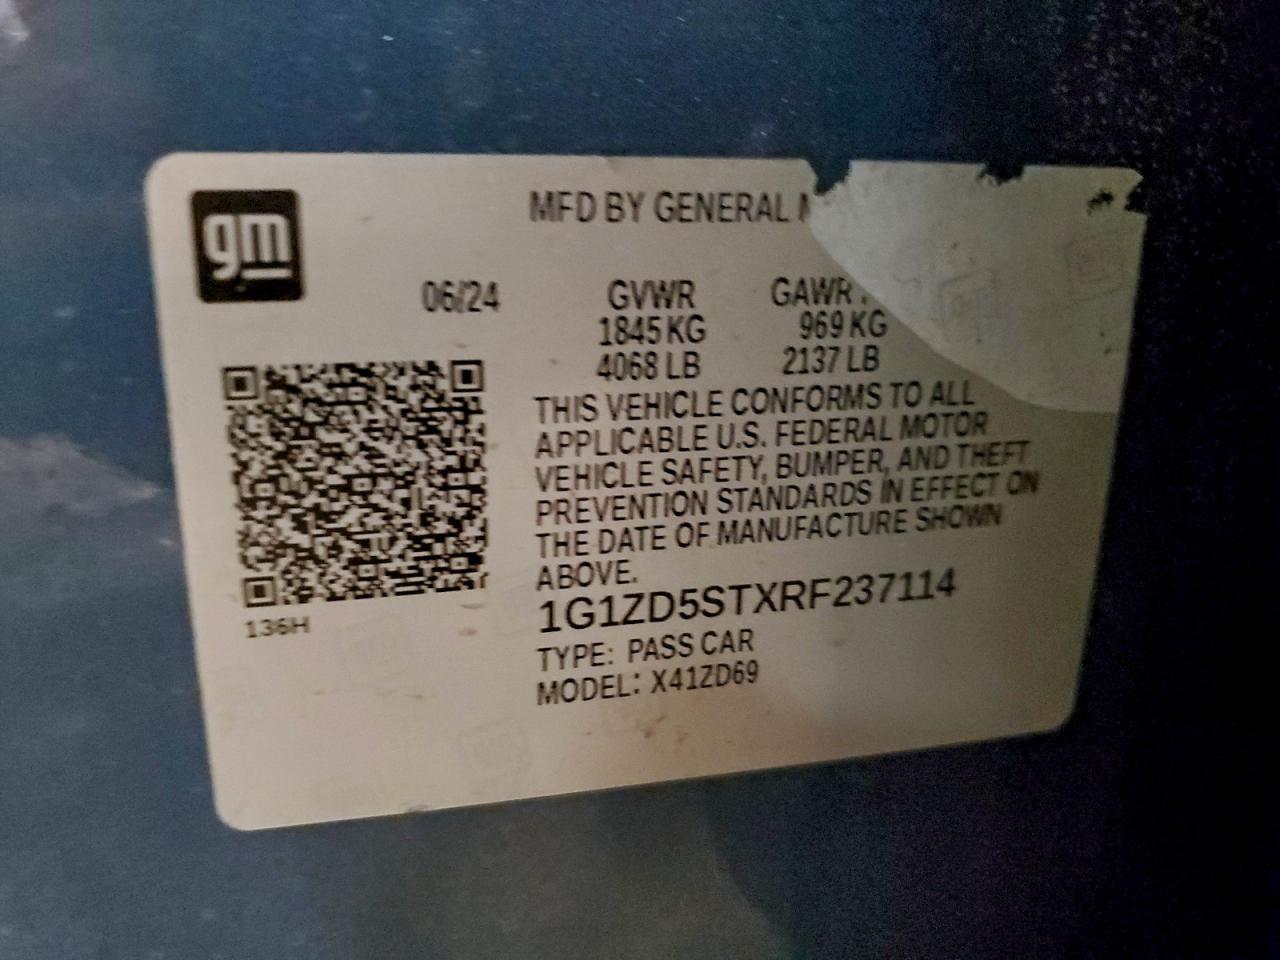 gm
MFD BY GENERAL
06/24 GVWR GAWR
1845 KG 969 KG
4068 LB 2137 LB
THIS VEHICLE CONFORMS TO ALL
APPLICABLE U.S. FEDERAL MOTOR
VEHICLE SAFETY, BUMPER, AND THEFT
PREVENTION STANDARDS IN EFFECT ON
THE DATE OF MANUFACTURE SHOWN
ABOVE.
1G1ZD5STXRF237114
TYPE: PASS CAR
MODEL: X41ZD69
136H